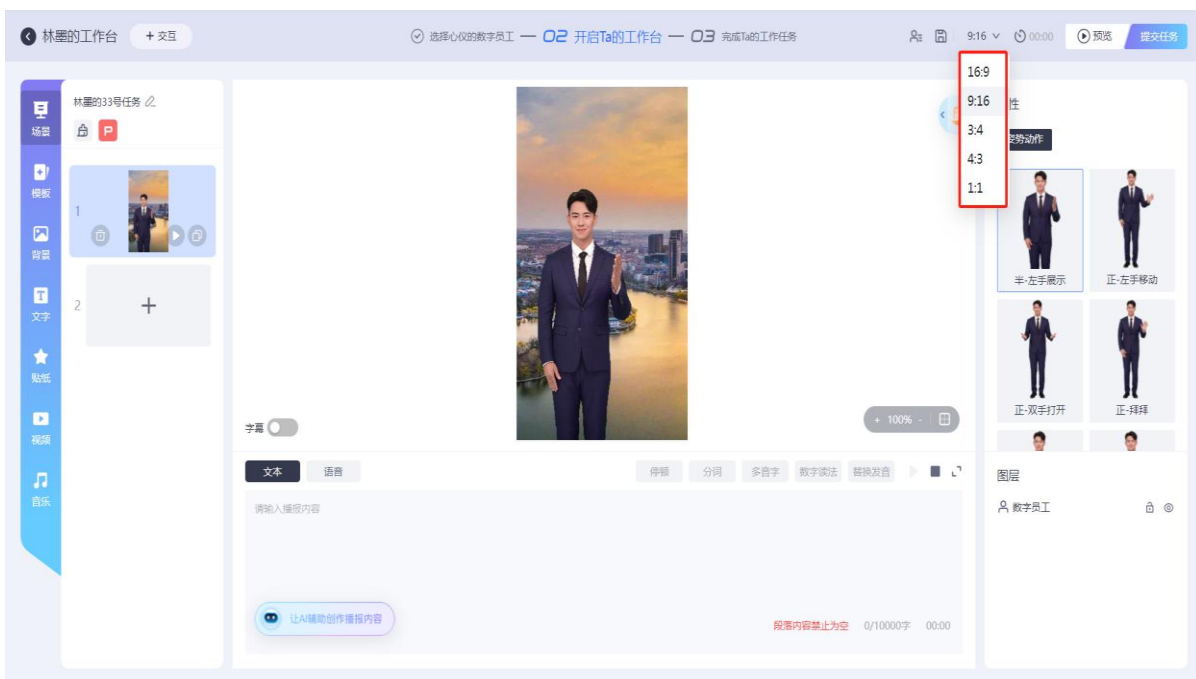 林墨的工作台
+ 交互
选择心仪的数字员工 — 02 开启Ta的工作台 — 03 完成Ta的工作任务
9:16
00:00
预览
提交任务
16:9
9:16
3:4
4:3
1:1
场景
模板
背景
文字
贴纸
视频
音乐
林墨的33号任务
P
1
2
+
字幕
+ 100% -
性
姿势动作
半-左手展示
正-左手移动
正-双手打开
正-拜拜
文本
语音
停顿
分词
多音字
数字读法
替换发音
请输入播报内容
让AI辅助创作播报内容
段落内容禁止为空
0/10000字
00:00
图层
数字员工